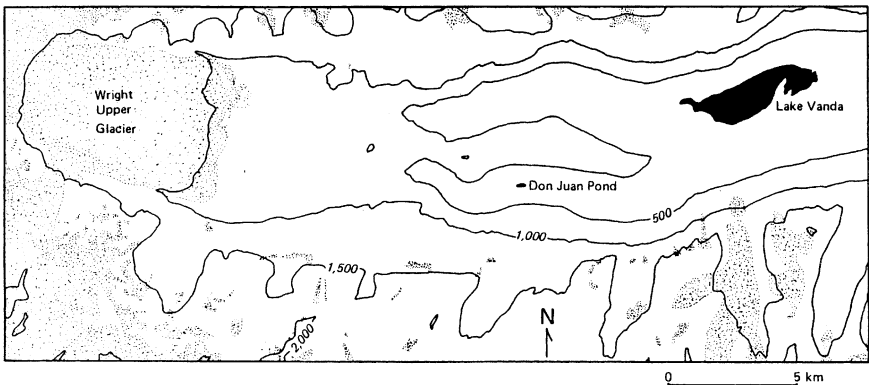 Wright
Upper
Glacier
Lake Vanda
Don Juan Pond
500
1,000
1,500
N
2,000
0 5 km